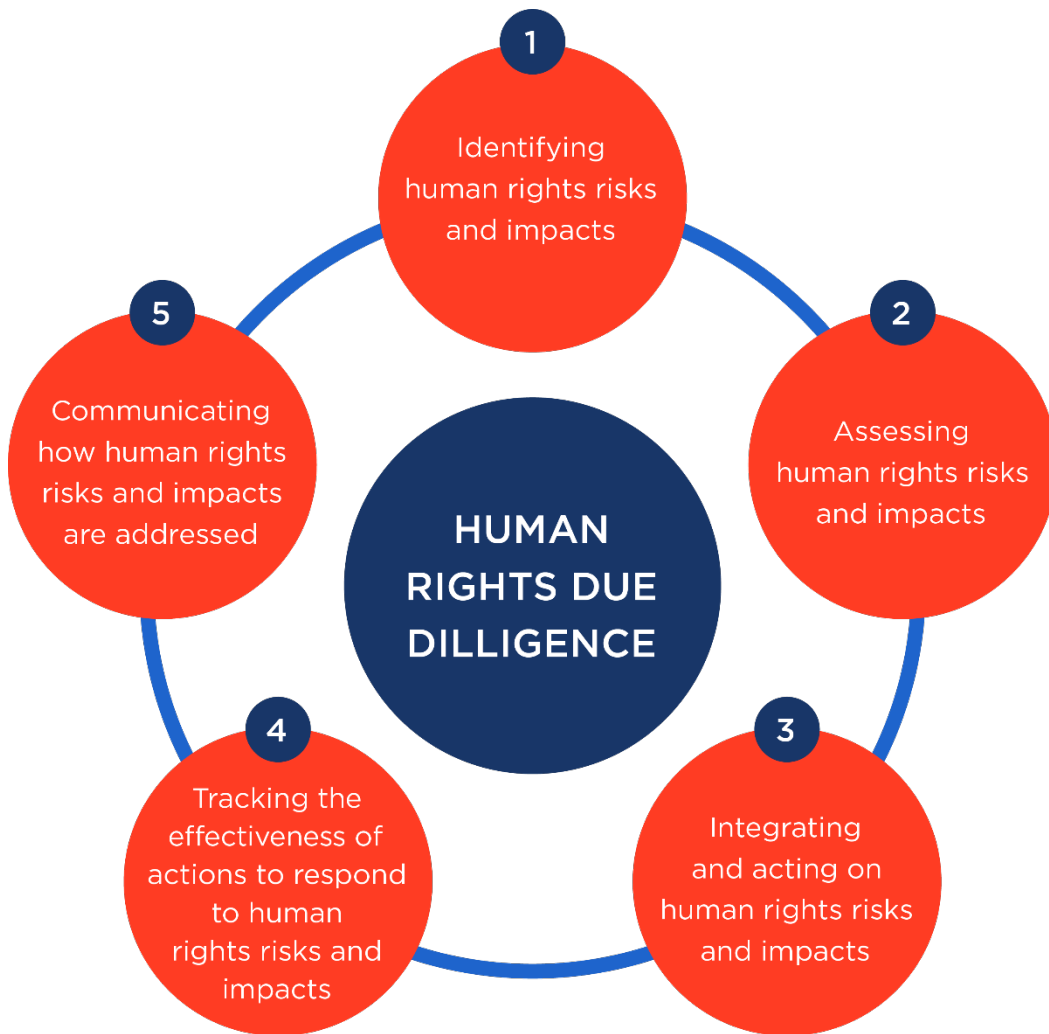 1
Identifying
human rights risks
and impacts
2
Assessing
human rights risks
and impacts
3
Integrating
and acting on
human rights risks
and impacts
4
Tracking the
effectiveness of
actions to respond
to human
rights risks and
impacts
5
Communicating
how human rights
risks and impacts
are addressed
HUMAN
RIGHTS DUE
DILLIGENCE